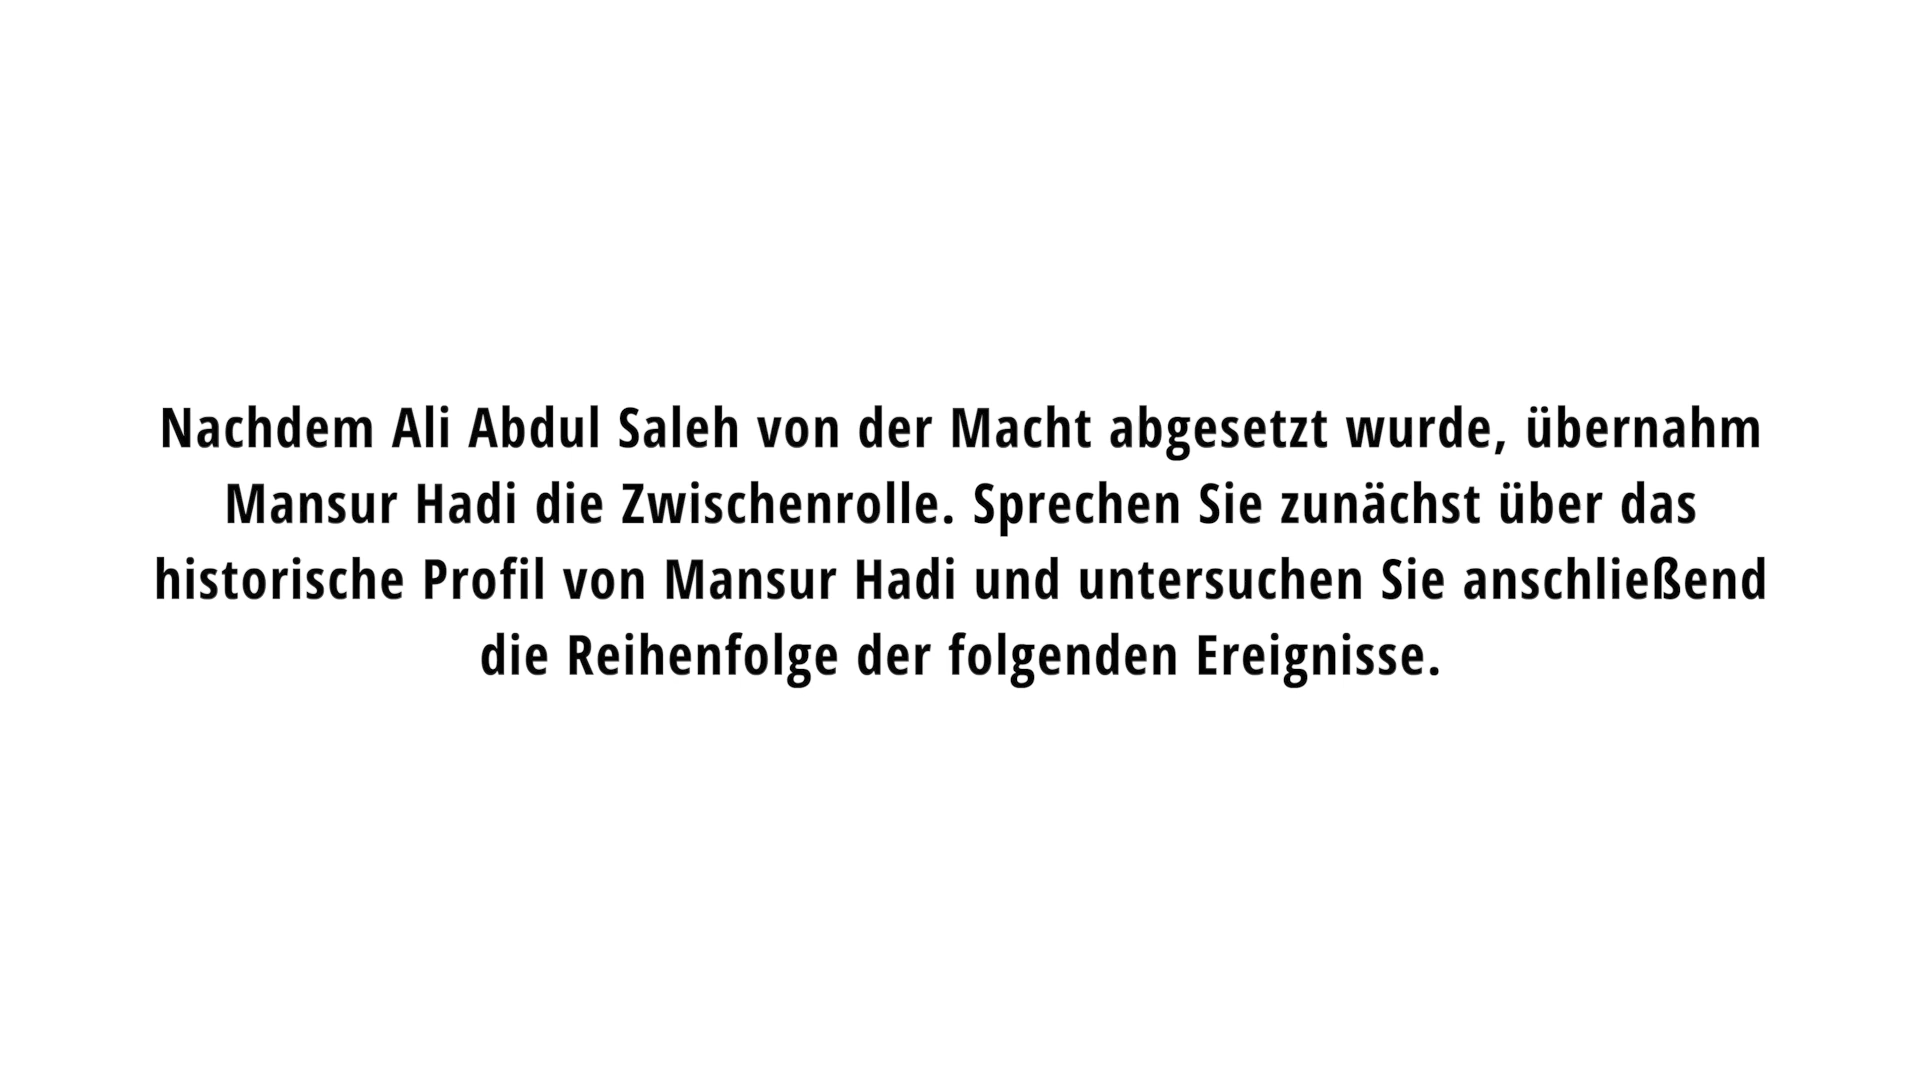 Nachdem Ali Abdul Saleh von der Macht abgesetzt wurde, übernahm
Mansur Hadi die Zwischenrolle. Sprechen Sie zunächst über das
historische Profil von Mansur Hadi und untersuchen Sie anschließend
die Reihenfolge der folgenden Ereignisse.